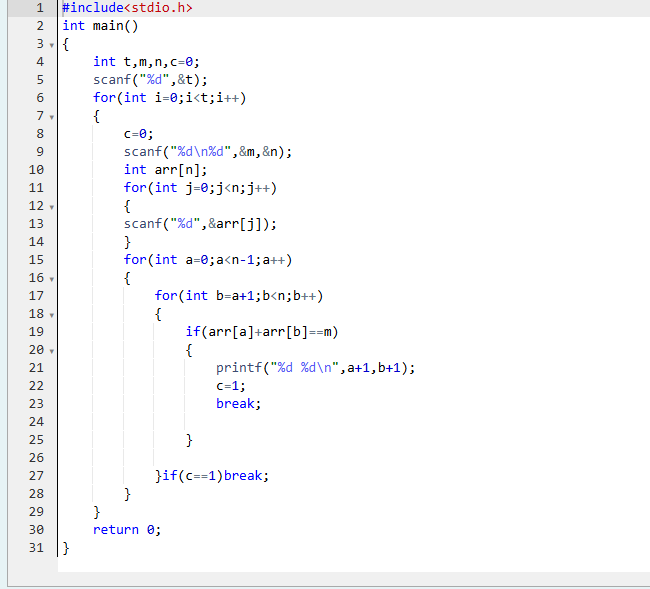 1 #include<stdio.h>
2 int main()
3 {
4 int t,m,n,c=0;
5 scanf("%d",&t);
6 for(int i=0;i<t;i++)
7 {
8 c=0;
9 scanf("%d\n%d",&m,&n);
10 int arr[n];
11 for(int j=0;j<n;j++)
12 {
13 scanf("%d",&arr[j]);
14 }
15 for(int a=0;a<n-1;a++)
16 {
17 for(int b=a+1;b<n;b++)
18 {
19 if(arr[a]+arr[b]==m)
20 {
21 printf("%d %d\n",a+1,b+1);
22 c=1;
23 break;
24
25 }
26
27 }if(c==1)break;
28 }
29 }
30 return 0;
31 }